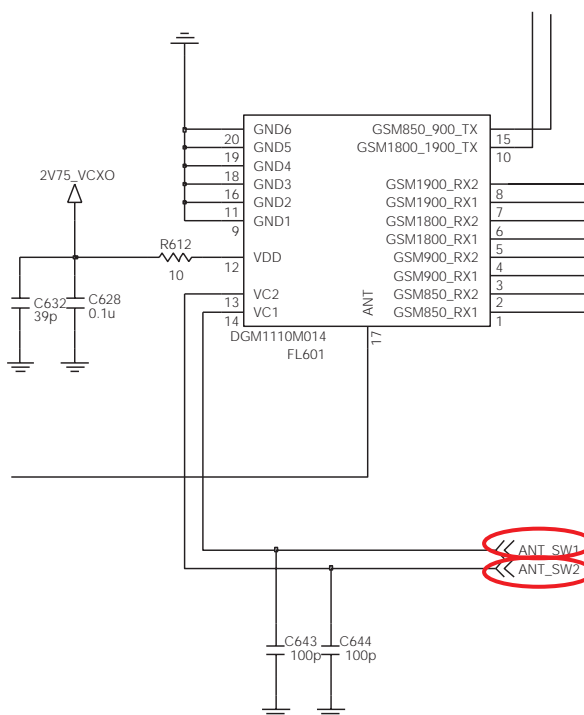 GND6
GSM850_900_TX
20
15
GND5
GSM1800_1900_TX
19
10
GND4
18
2V75_VCXO
GND3
GSM1900_RX2
16
8
GND2
GSM1900_RX1
11
7
GND1
GSM1800_RX2
9
6
GSM1800_RX1
R612
5
VDD
GSM900_RX2
10
12
4
GSM900_RX1
C632
C628
VC2
3
GSM850_RX2
39p
0.1u
13
2
VC1
ANT
GSM850_RX1
14
1
17
DGM1110M014
FL601
ANT_SW1
ANT_SW2
C643
C644
100p
100p